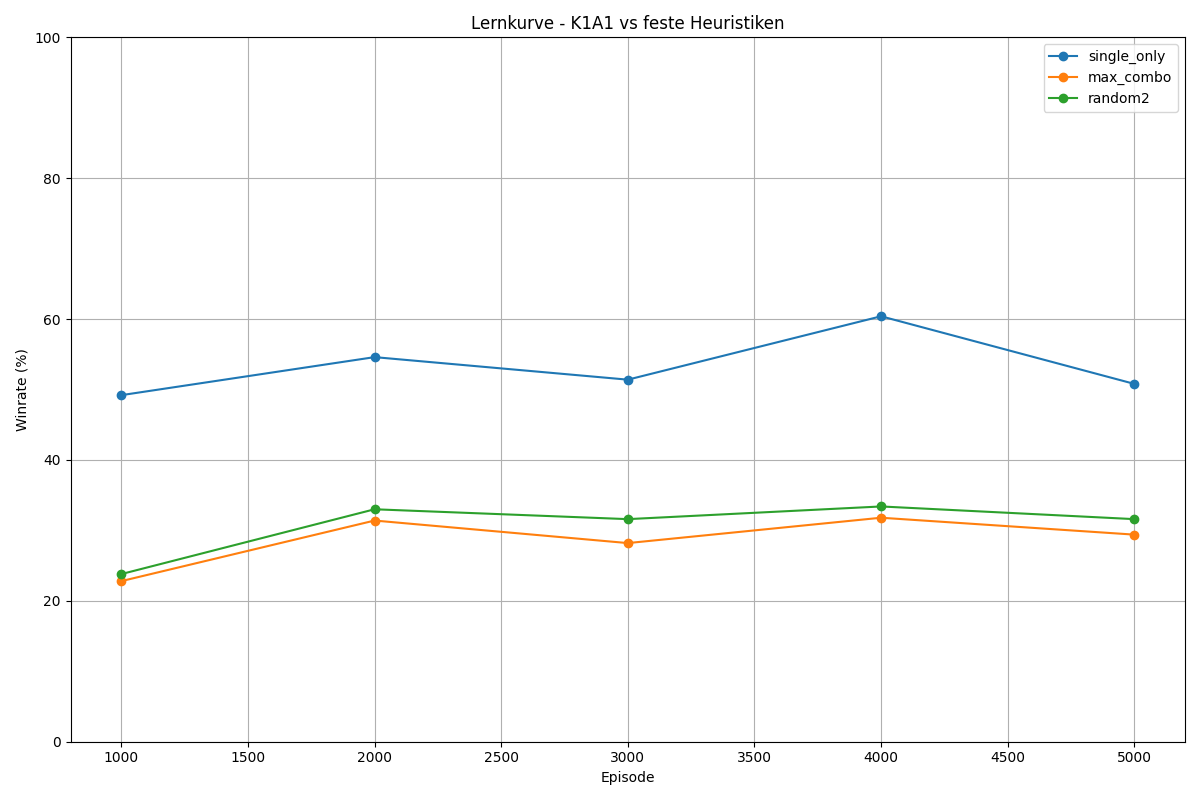 Lernkurve - K1A1 vs feste Heuristiken
100
80
60
40
20
0
Winrate (%)
single_only
max_combo
random2
1000 1500 2000 2500 3000 3500 4000 4500 5000
Episode